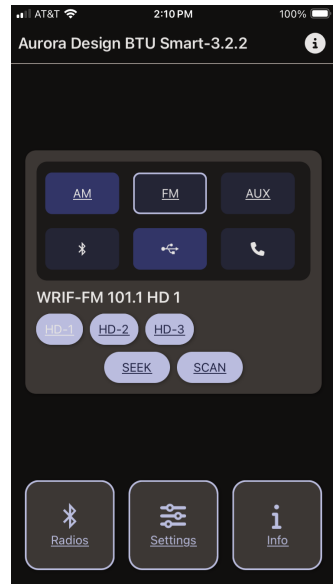 AT&T 2:10 PM 100%
Aurora Design BTU Smart-3.2.2
AM FM AUX
WRIF-FM 101.1 HD 1
HD-1 HD-2 HD-3
SEEK SCAN
Radios Settings Info